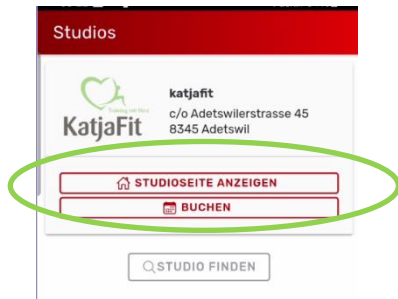 Studios
katjafit
c/o Adetswilerstrasse 45
8345 Adetswil
KatjaFit
STUDIOSEITE ANZEIGEN
BUCHEN
STUDIO FINDEN